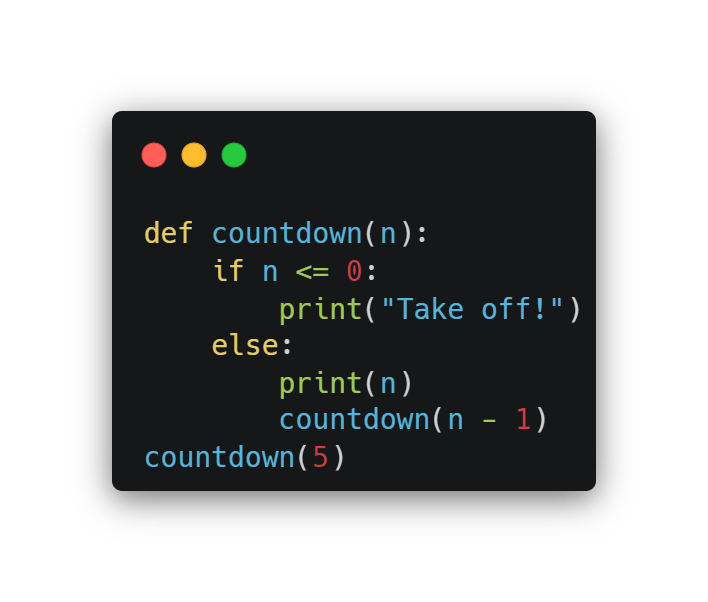 def countdown(n):
    if n <= 0:
        print("Take off!")
    else:
        print(n)
        countdown(n - 1)
countdown(5)